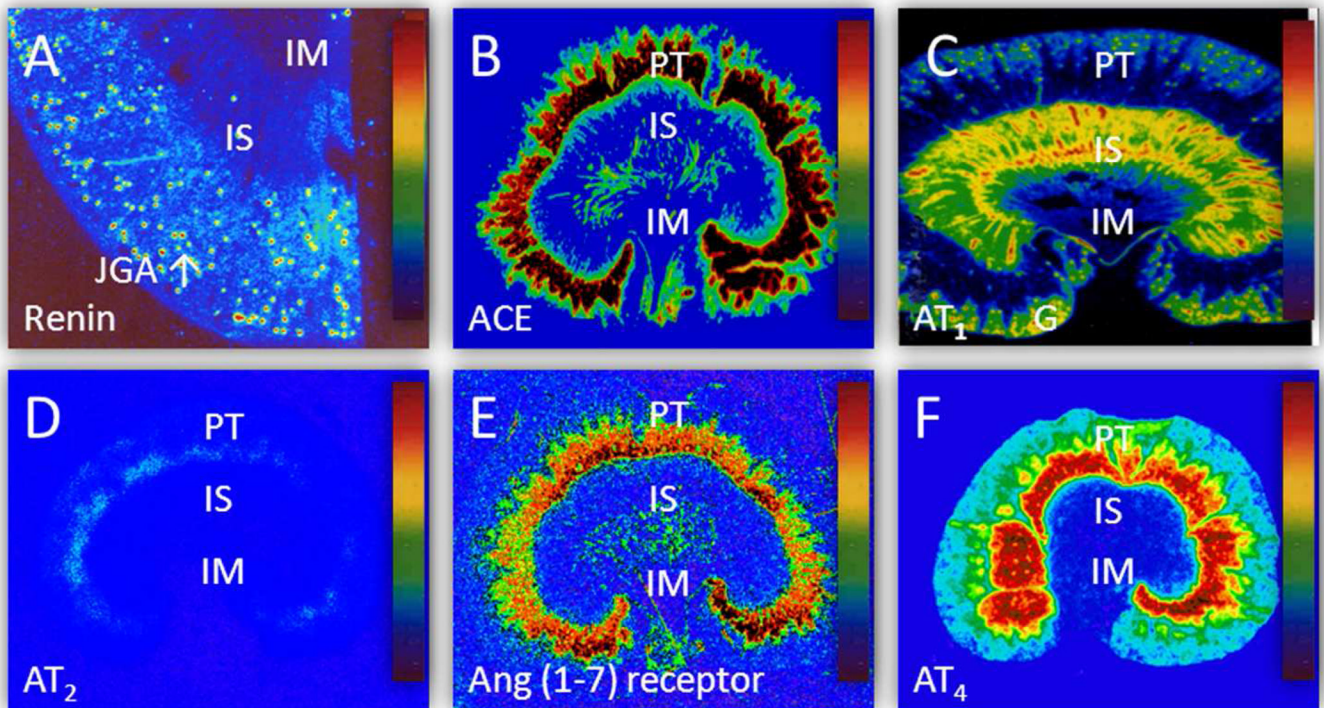 A
IM
IS
JGA ↑
Renin
B
PT
IS
IM
ACE
C
PT
IS
IM
AT₁
G
D
PT
IS
IM
AT₂
E
PT
IS
IM
Ang (1-7) receptor
F
PT
IS
IM
AT₄